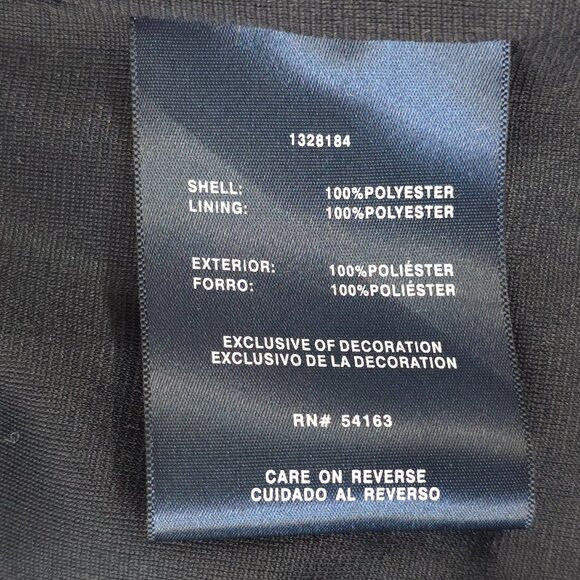 1328184
SHELL: 100%POLYESTER
LINING: 100%POLYESTER
EXTERIOR: 100%POLIÉSTER
FORRO: 100%POLIÉSTER
EXCLUSIVE OF DECORATION
EXCLUSIVO DE LA DECORATION
RN# 54163
CARE ON REVERSE
CUIDADO AL REVERSO